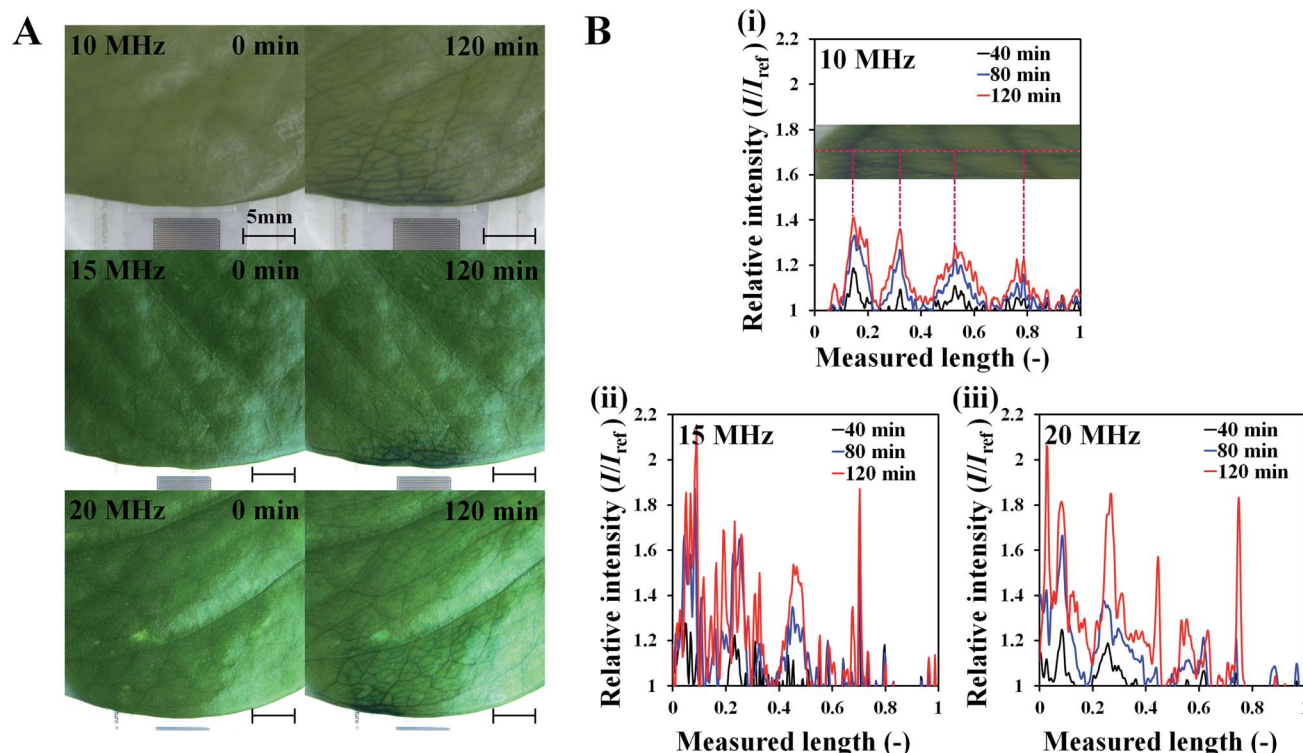 A
10 MHz 0 min 120 min
5mm
15 MHz 0 min 120 min
20 MHz 0 min 120 min
B
(i)
10 MHz
40 min
80 min
120 min
Relative intensity (I/Iref)
2.2
2
1.8
1.6
1.4
1.2
1
0 0.2 0.4 0.6 0.8 1
Measured length (-)
(ii)
15 MHz
40 min
80 min
120 min
Relative intensity (I/Iref)
2.2
2
1.8
1.6
1.4
1.2
1
0 0.2 0.4 0.6 0.8 1
Measured length (-)
(iii)
20 MHz
40 min
80 min
120 min
Relative intensity (I/Iref)
2.2
2
1.8
1.6
1.4
1.2
1
0 0.2 0.4 0.6 0.8 1
Measured length (-)